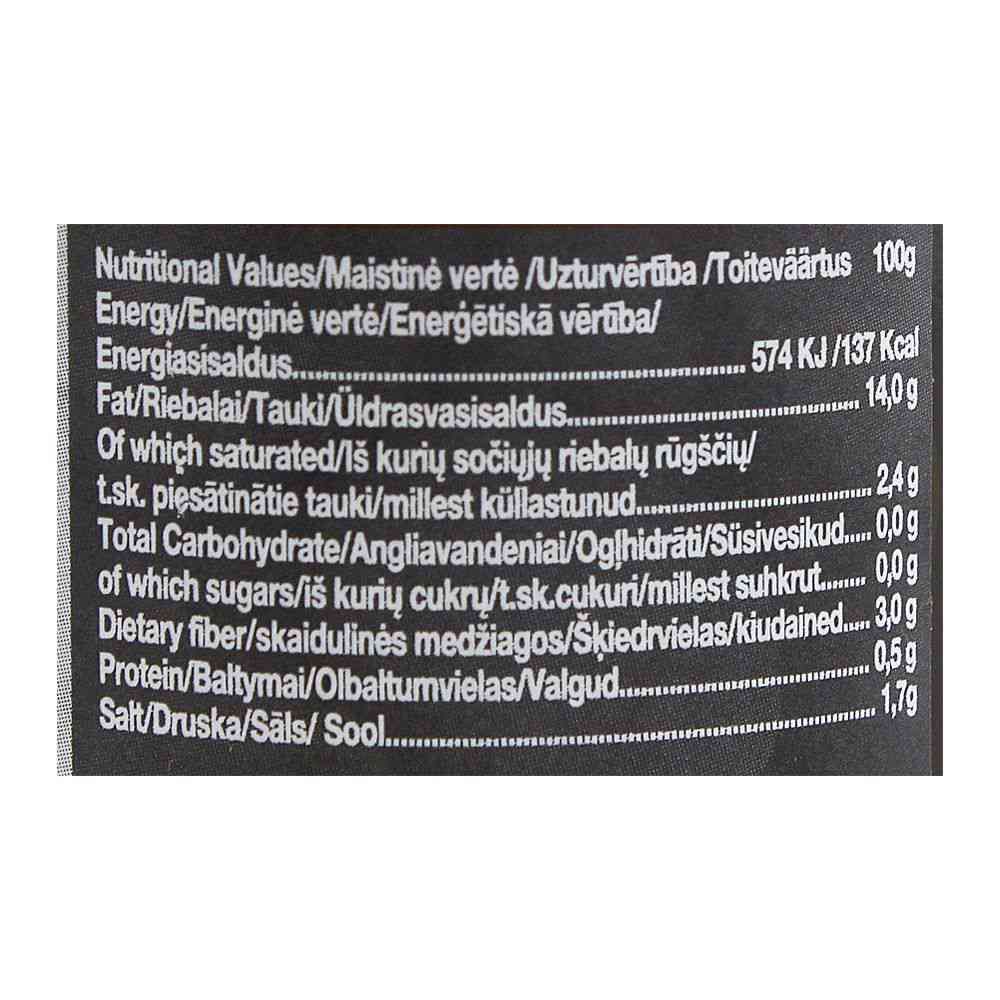 Nutritional Values/Maistinė vertė /Uzturvērtība /Toiteväärtus 100g
Energy/Energinė vertė/Enerģētiskā vērtība/
Energiasisaldus........................................ 574 KJ /137 Kcal
Fat/Riebalai/Tauki/Üldrasvasisaldus........................................ 14,0 g
Of which saturated/Iš kurių sočiųjų riebalų rūgščių/
t.sk. piesātinātie tauki/millest küllastunud........................................ 2,4 g
Total Carbohydrate/Angliavandeniai/Ogļhidrāti/Süsivesikud..... 0,0 g
of which sugars/iš kurių cukrų/t.sk.cukuri/millest suhkrut........ 0,0 g
Dietary fiber/skaidulinės medžiagos/Šķiedrvielas/kiudained..... 3,0 g
Protein/Baltymai/Olbaltumvielas/Valgud........................................ 0,5 g
Salt/Druska/Sāls/ Sool........................................ 1,7g